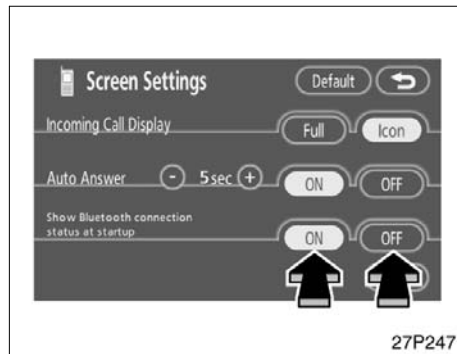 Screen Settings Default
Incoming Call Display Full Icon
Auto Answer - 5sec + ON OFF
Show Bluetooth connection
status at startup ON OFF
27P247